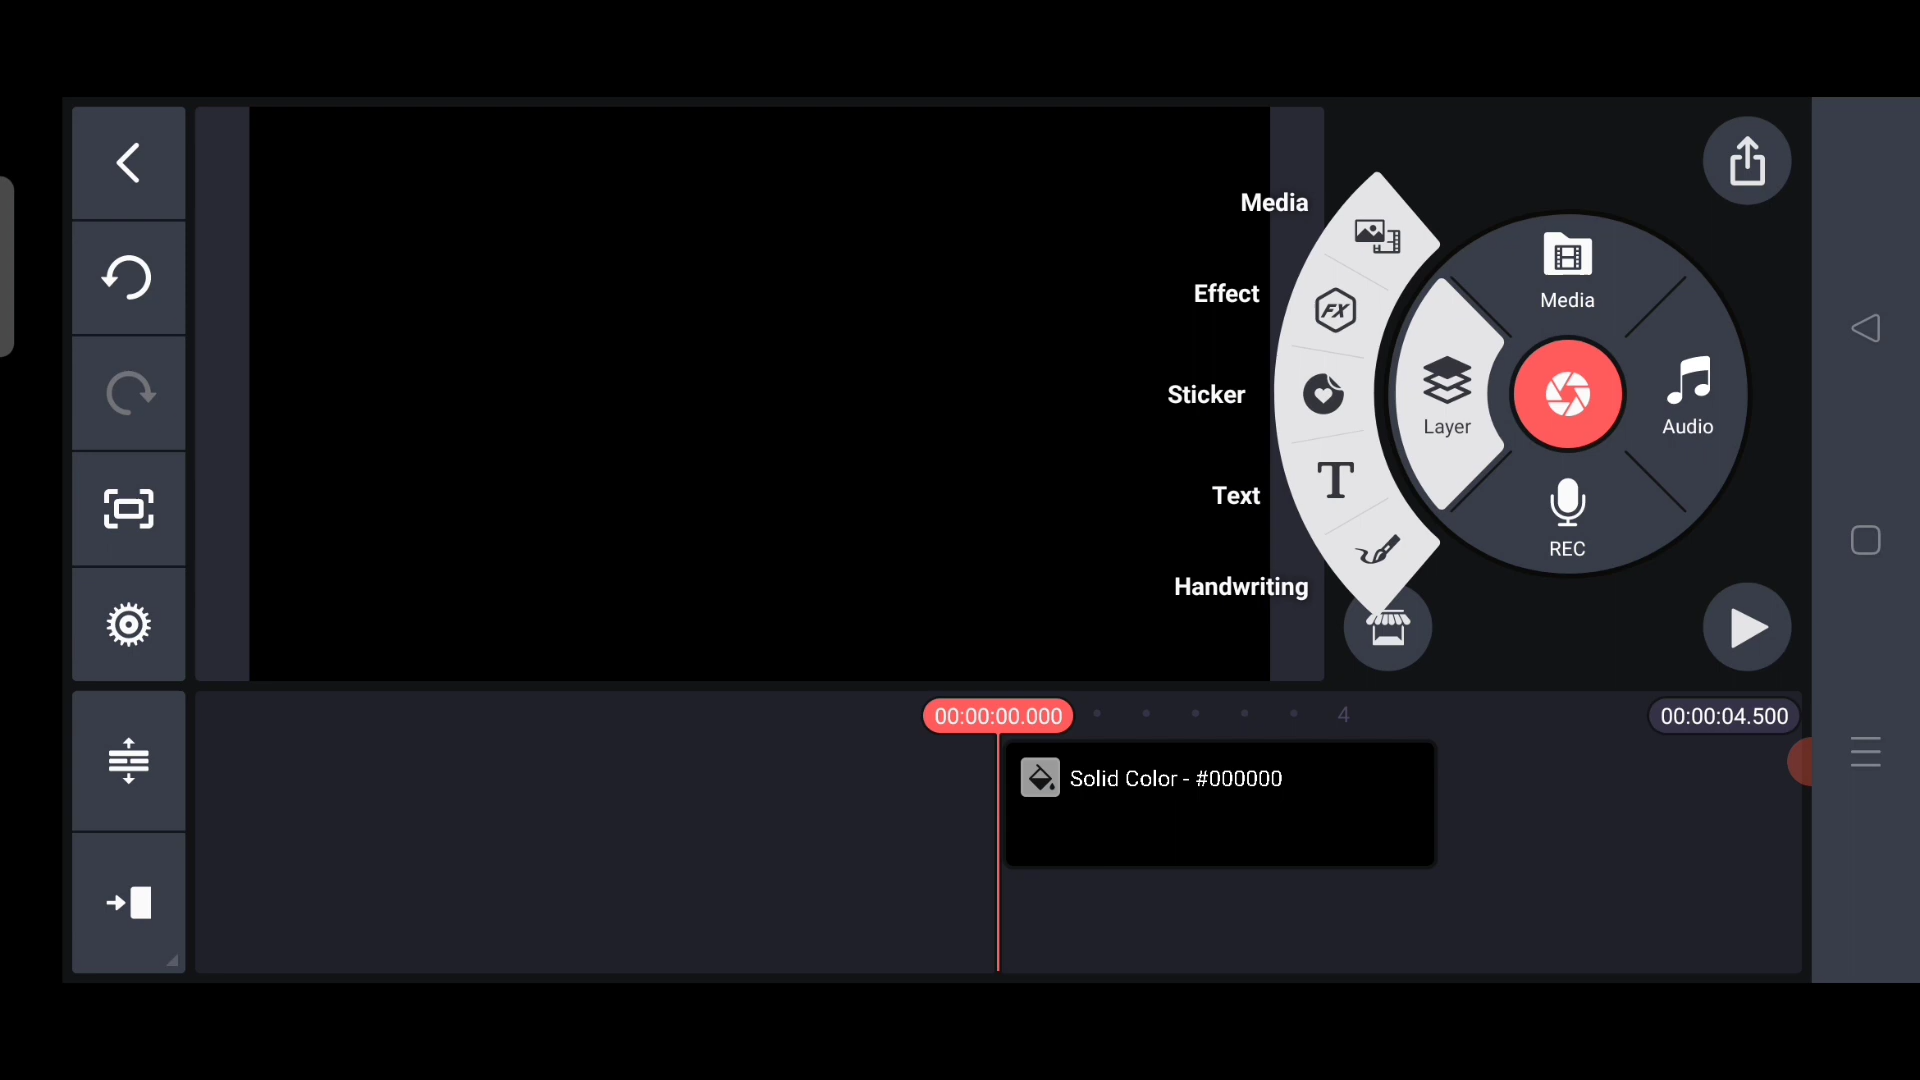 Media
Effect
FX
Sticker
Text
T
Handwriting
Media
Layer
Audio
REC
00:00:00.000
4
00:00:04.500
Solid Color - #000000